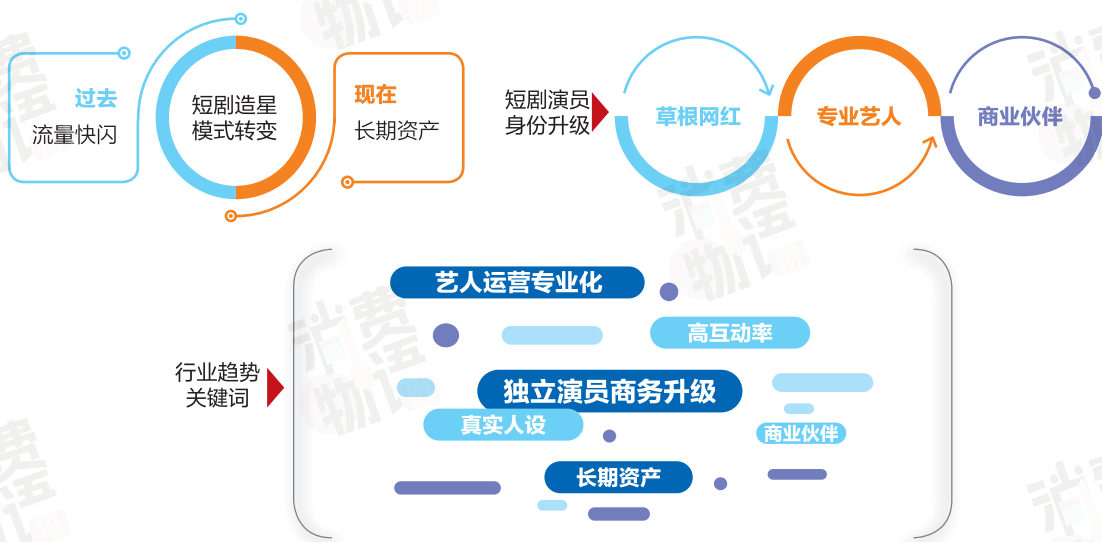 过去
流量快闪
短剧造星
模式转变
现在
长期资产
短剧演员
身份升级
草根网红
专业艺人
商业伙伴
行业趋势
关键词
艺人运营专业化
高互动率
独立演员商务升级
真实人设
商业伙伴
长期资产